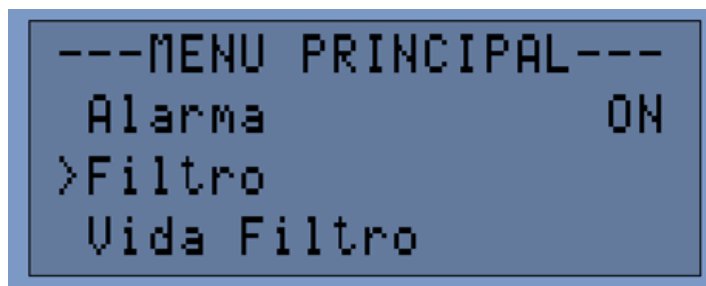 ---MENU PRINCIPAL---
Alarma ON
>Filtro
Vida Filtro